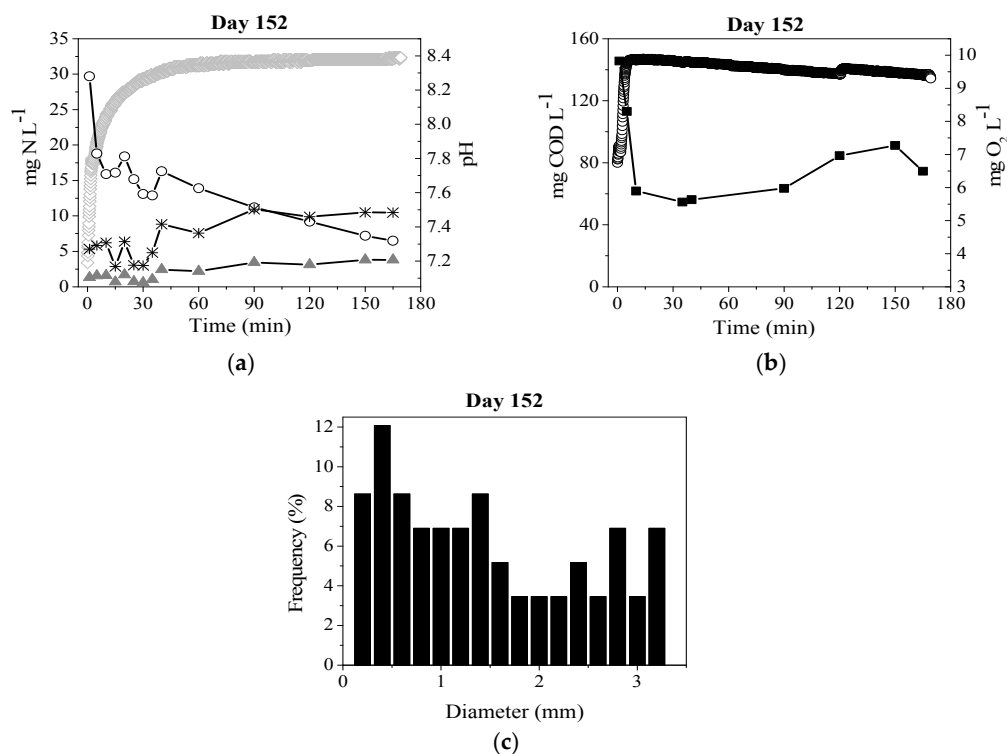 Day 152
35
30
25
20
15
10
5
0
mg N L-1
8.4
8.2
8.0
7.8
7.6
7.4
7.2
pH
0 30 60 90 120 150 180
Time (min)
(a)
Day 152
160
120
80
40
0
mg COD L-1
10
9
8
7
6
5
4
3
mg O2 L-1
0 30 60 90 120 150 180
Time (min)
(b)
Day 152
12
10
8
6
4
2
0
Frequency (%)
0 1 2 3
Diameter (mm)
(c)